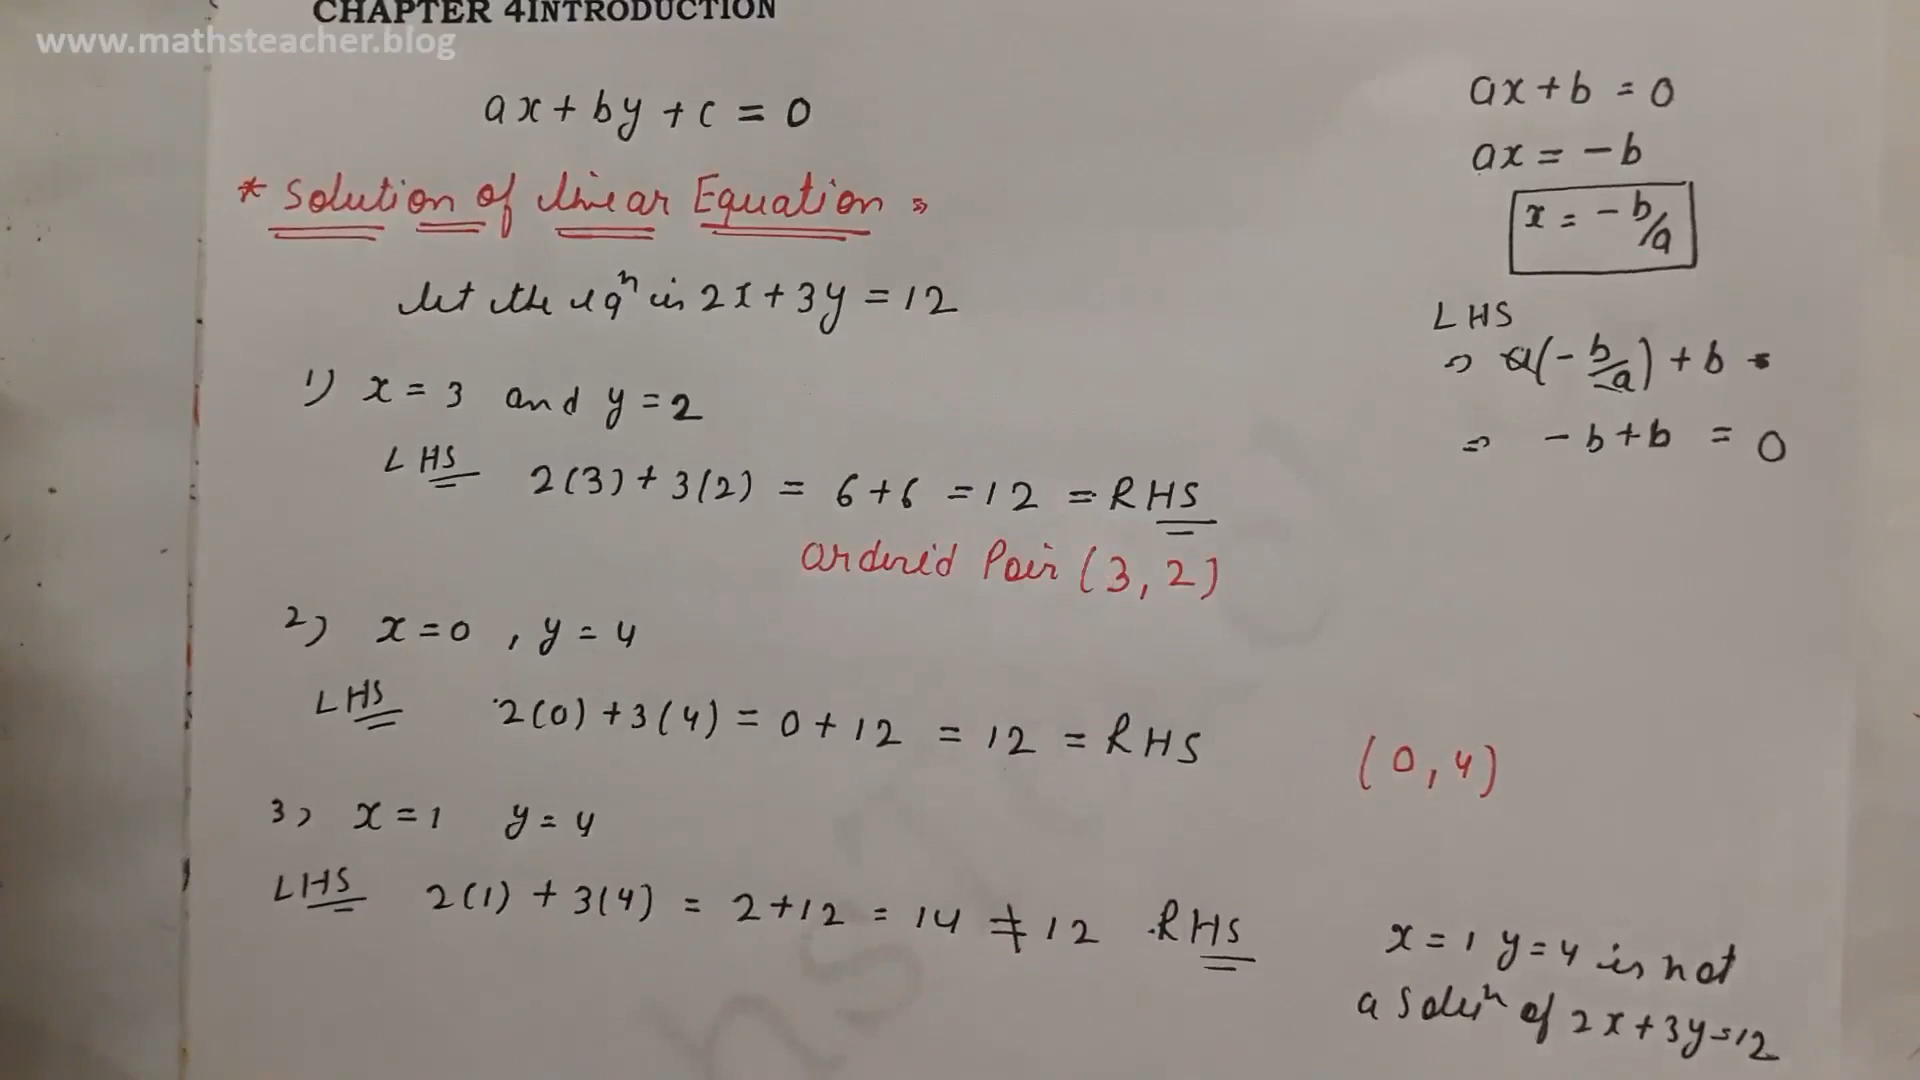 CHAPTER 4INTRODUCTION
www.mathsteacher.blog
ax + by + c = 0
* Solution of linear Equation ⇒
Let the eqⁿ is 2x + 3y = 12
1) x = 3 and y = 2
LHS 2(3) + 3(2) = 6 + 6 = 12 = RHS
ordered Pair (3, 2)
2) x = 0 , y = 4
LHS 2(0) + 3(4) = 0 + 12 = 12 = RHS
(0, 4)
3) x = 1 y = 4
LHS 2(1) + 3(4) = 2 + 12 = 14 ≠ 12 RHS
ax + b = 0
ax = -b
x = -b/a
LHS
⇒ a(-b/a) + b =
⇒ -b + b = 0
x = 1 y = 4 is not
a soluⁿ of 2x + 3y = 12